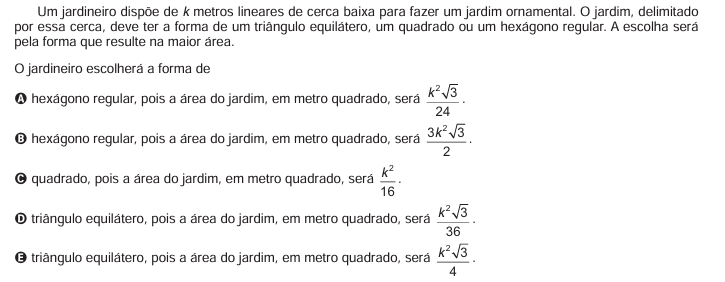 Um jardineiro dispõe de k metros lineares de cerca baixa para fazer um jardim ornamental. O jardim, delimitado
por essa cerca, deve ter a forma de um triângulo equilátero, um quadrado ou um hexágono regular. A escolha será
pela forma que resulte na maior área.
O jardineiro escolherá a forma de
A hexágono regular, pois a área do jardim, em metro quadrado, será k²√3/24.
B hexágono regular, pois a área do jardim, em metro quadrado, será 3k²√3/2.
C quadrado, pois a área do jardim, em metro quadrado, será k²/16.
D triângulo equilátero, pois a área do jardim, em metro quadrado, será k²√3/36.
E triângulo equilátero, pois a área do jardim, em metro quadrado, será k²√3/4.